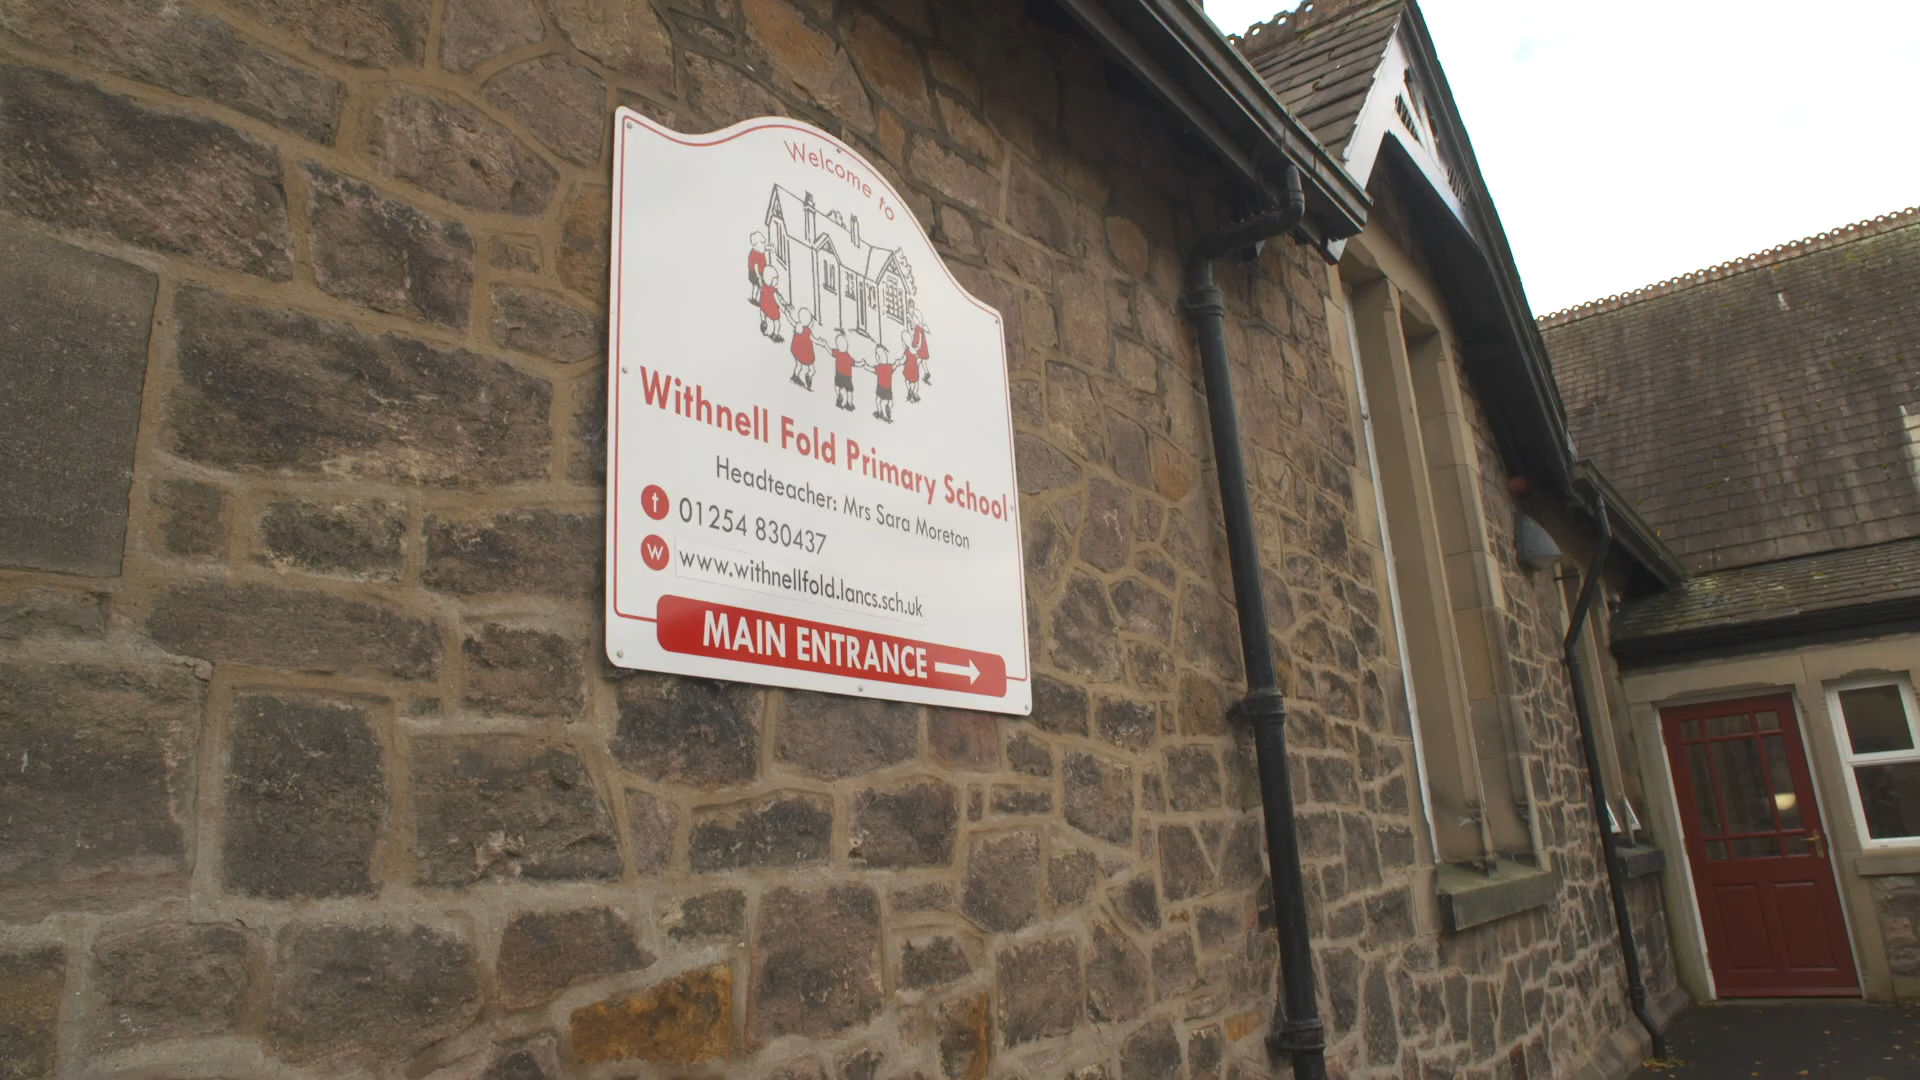 Welcome to
Withnell Fold Primary School
Headteacher: Mrs Sara Moreton
t 01254 830437
w www.withnellfold.lancs.sch.uk
MAIN ENTRANCE